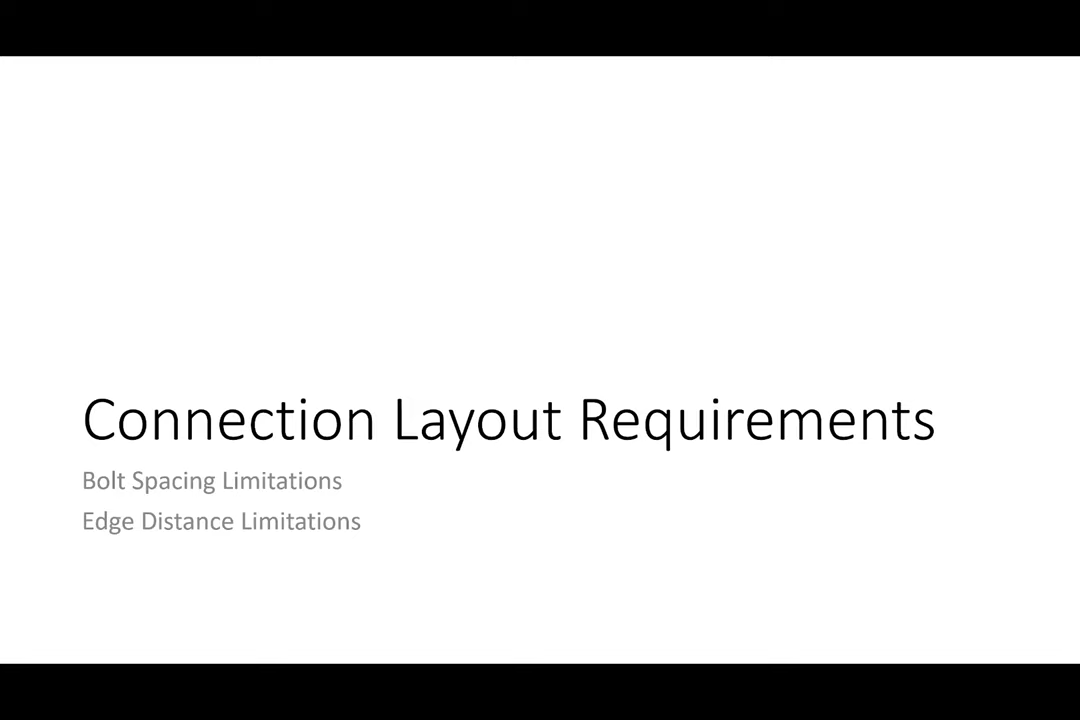 Connection Layout Requirements
Bolt Spacing Limitations
Edge Distance Limitations